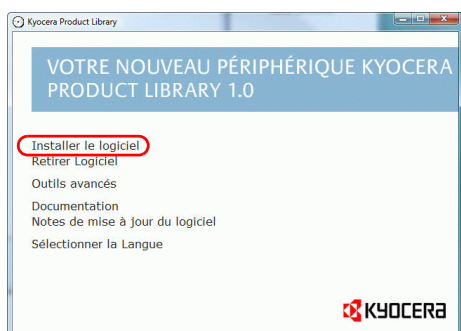 Kyocera Product Library
VOTRE NOUVEAU PÉRIPHÉRIQUE KYOCERA
PRODUCT LIBRARY 1.0
Installer le logiciel
Retirer Logiciel
Outils avancés
Documentation
Notes de mise à jour du logiciel
Sélectionner la Langue
KYOCERA